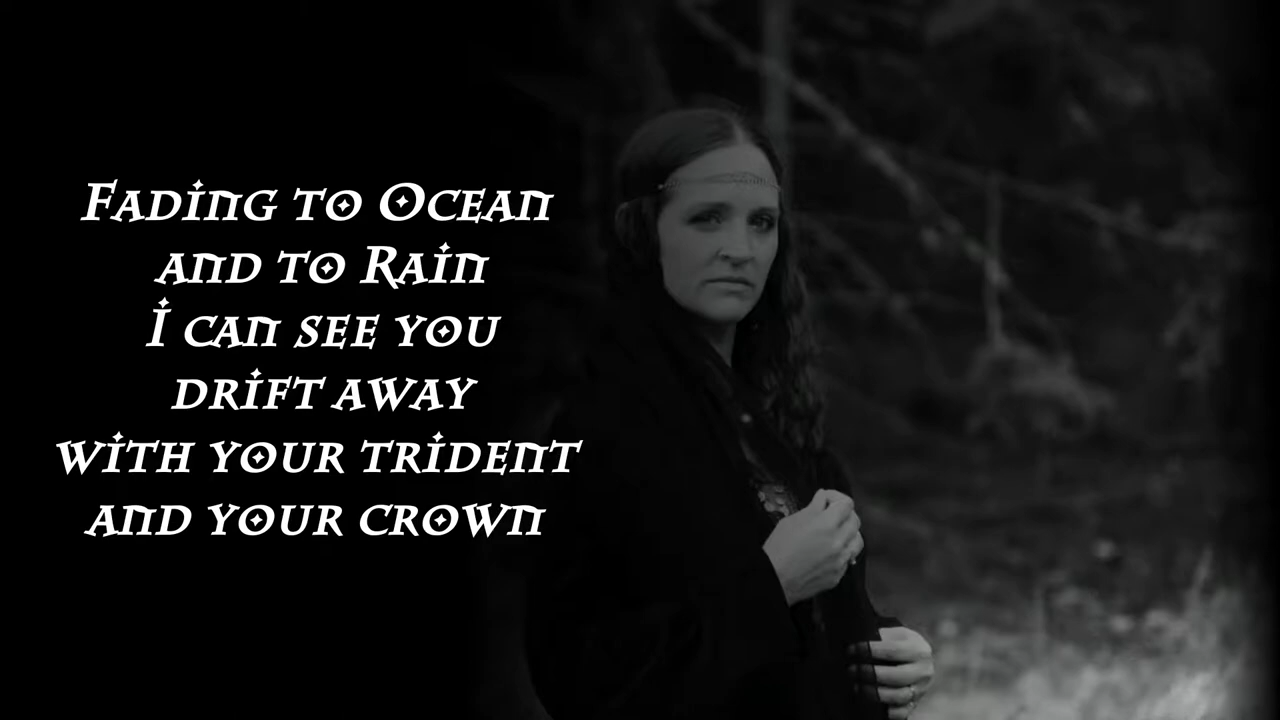 Fading to Ocean
and to Rain
I can see you
drift away
with your trident
and your crown